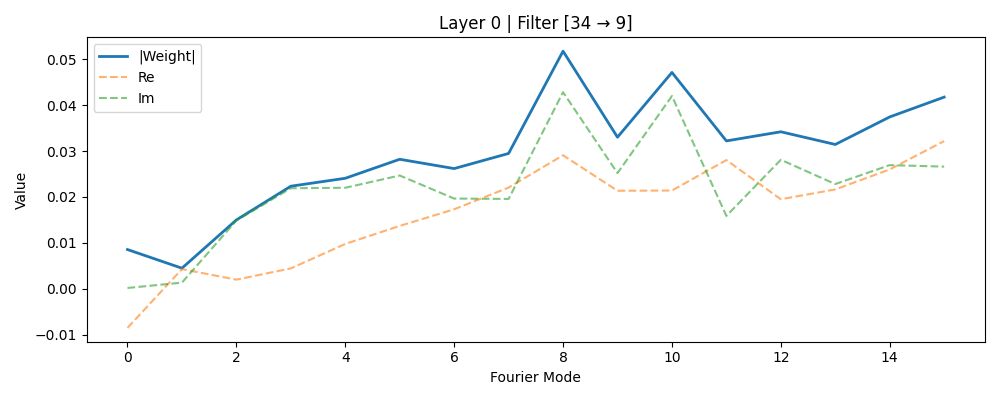 Layer 0 | Filter [34 → 9]
|Weight|
Re
Im
0.05
0.04
0.03
0.02
0.01
0.00
−0.01
Value
0 2 4 6 8 10 12 14
Fourier Mode